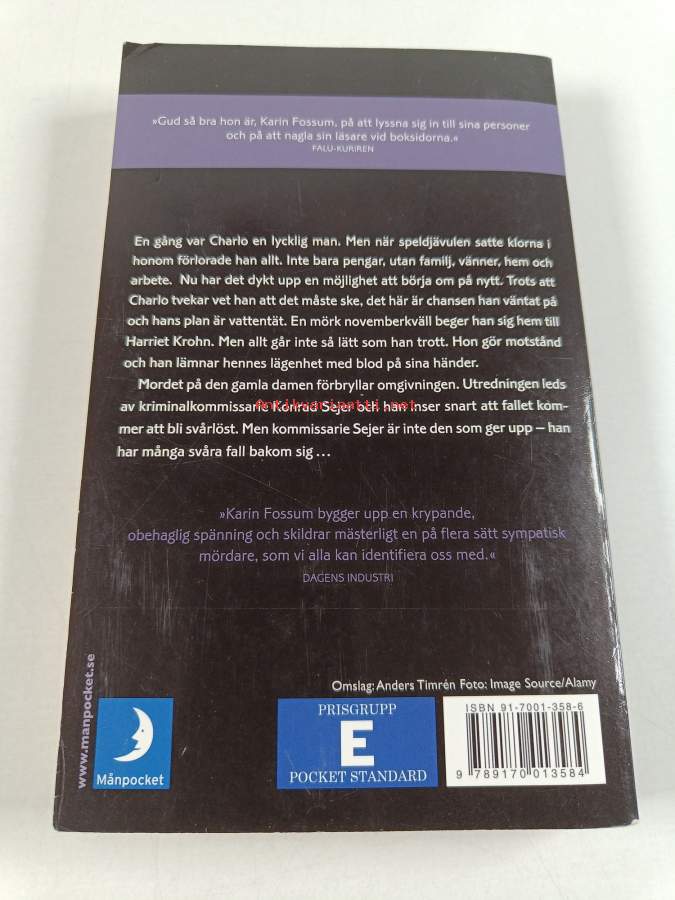 »Gud så bra hon är, Karin Fossum, på att lyssna sig in till sina personer
och på att nagla sin läsare vid boksidorna.«
FALU-KURIREN
En gång var Charlo en lycklig man. Men när speldjävulen satte klorna i
honom förlorade han allt. Inte bara pengar, utan familj, vänner, hem och
arbete. Nu har det dykt upp en möjlighet att börja om på nytt. Trots att
Charlo tvekar vet han att det måste ske, det här är chansen han väntat på
och hans plan är vattentät. En mörk novemberkväll beger han sig hem till
Harriet Krohn. Men allt går inte så lätt som han trott. Hon gör motstånd
och han lämnar hennes lägenhet med blod på sina händer.
Mordet på den gamla damen förbryllar omgivningen. Utredningen leds
av kriminalkommissarie Konrad Sejer och han inser snart att fallet kom-
mer att bli svårlöst. Men kommissarie Sejer är inte den som ger upp – han
har många svåra fall bakom sig ...
Antikvaripatti.net
»Karin Fossum bygger upp en krypande,
obehaglig spänning och skildrar mästerligt en på flera sätt sympatisk
mördare, som vi alla kan identifiera oss med.«
DAGENS INDUSTRI
Omslag: Anders Timrén Foto: Image Source/Alamy
www.manpocket.se
Månpocket
PRISGRUPP
E
POCKET STANDARD
ISBN 91-7001-358-6
9 789170 013584